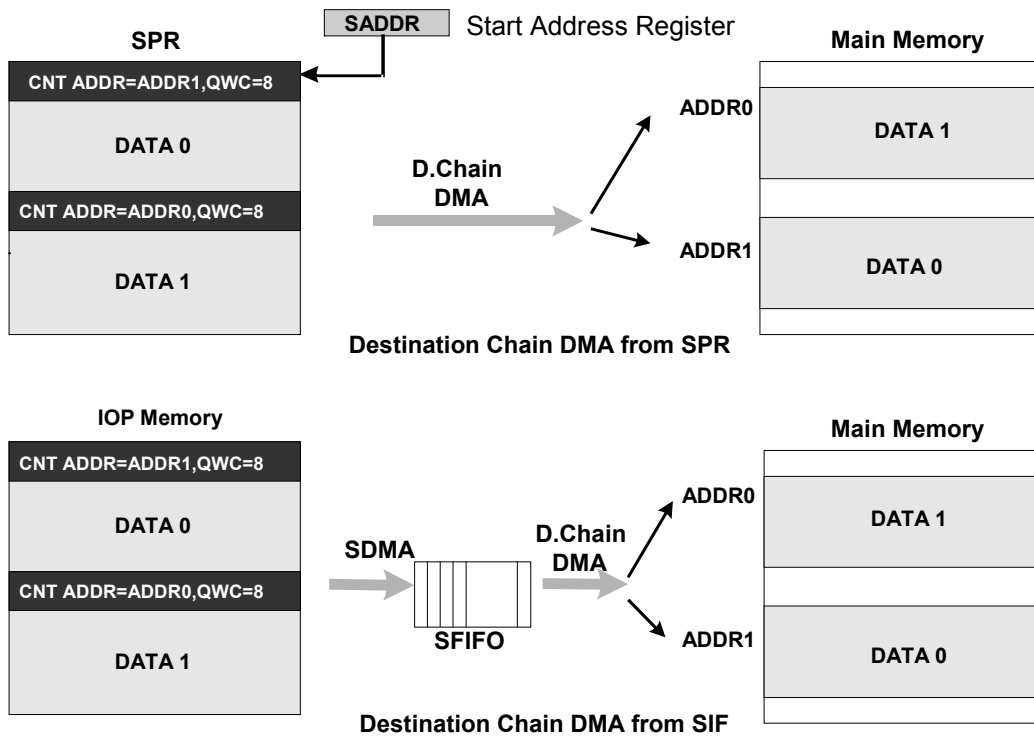 SADDR Start Address Register
SPR
Main Memory
CNT ADDR=ADDR1,QWC=8
ADDR0
DATA 1
DATA 0
D.Chain
DMA
CNT ADDR=ADDR0,QWC=8
ADDR1
DATA 0
DATA 1
Destination Chain DMA from SPR
IOP Memory
Main Memory
CNT ADDR=ADDR1,QWC=8
ADDR0
DATA 1
DATA 0
SDMA
D.Chain
DMA
CNT ADDR=ADDR0,QWC=8
SFIFO
ADDR1
DATA 1
DATA 0
Destination Chain DMA from SIF